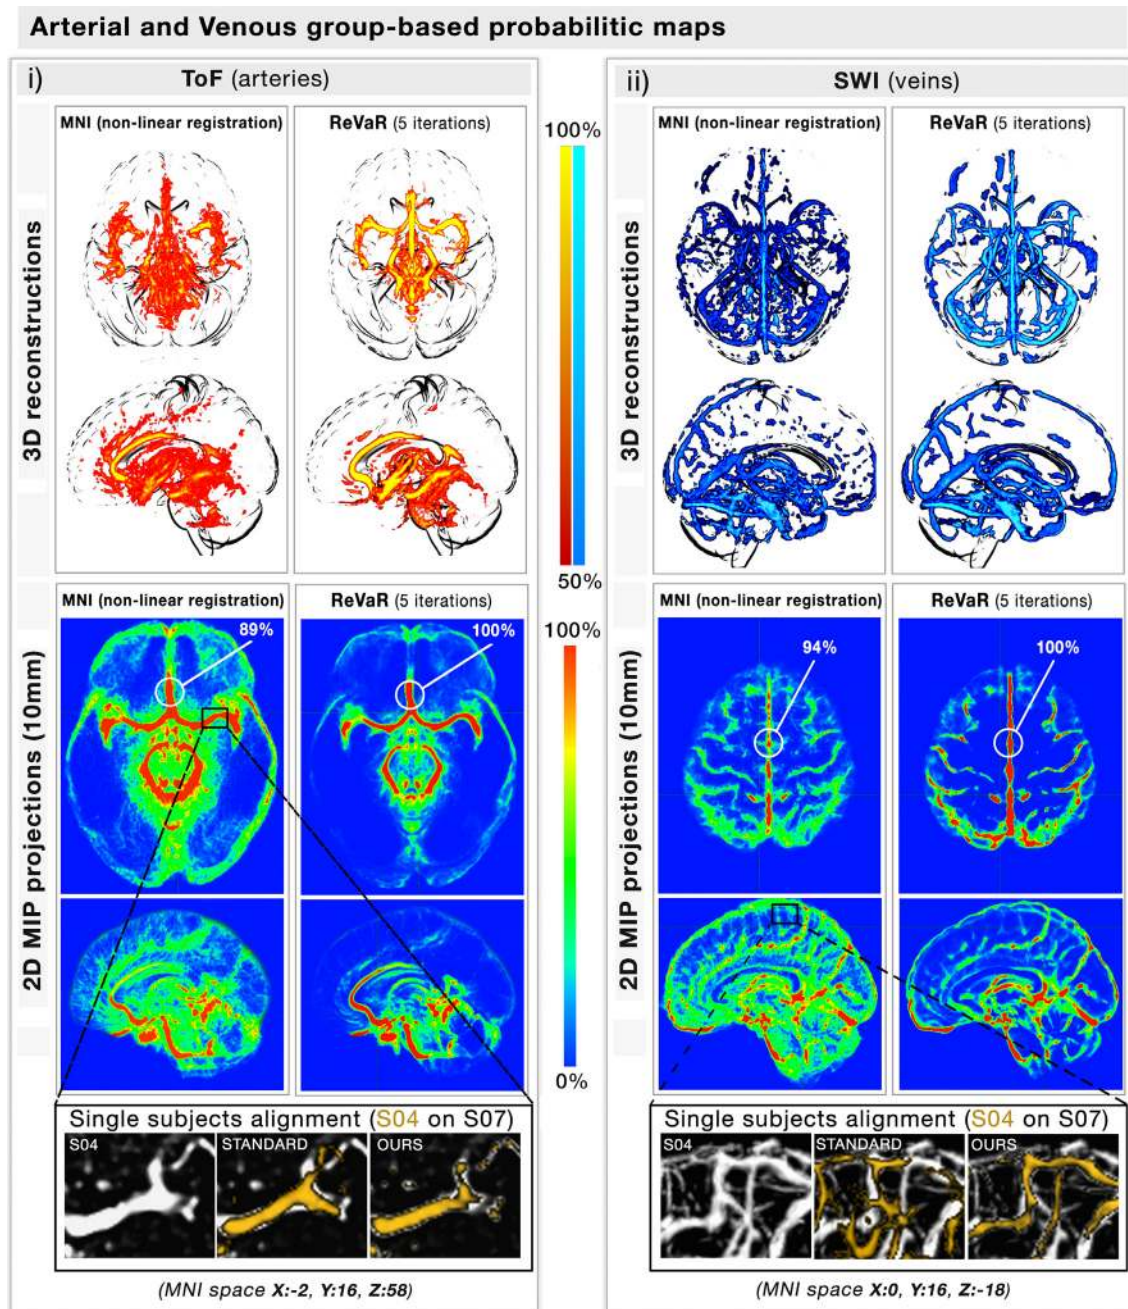 Arterial and Venous group-based probabilitic maps
i)
ToF (arteries)
3D reconstructions
MNI (non-linear registration)
ReVaR (5 iterations)
2D MIP projections (10mm)
MNI (non-linear registration)
ReVaR (5 iterations)
89%
100%
Single subjects alignment (S04 on S07)
S04
STANDARD
OURS
(MNI space X:-2, Y:16, Z:58)
100%
50%
100%
0%
ii)
SWI (veins)
3D reconstructions
MNI (non-linear registration)
ReVaR (5 iterations)
2D MIP projections (10mm)
MNI (non-linear registration)
ReVaR (5 iterations)
94%
100%
Single subjects alignment (S04 on S07)
S04
STANDARD
OURS
(MNI space X:0, Y:16, Z:-18)